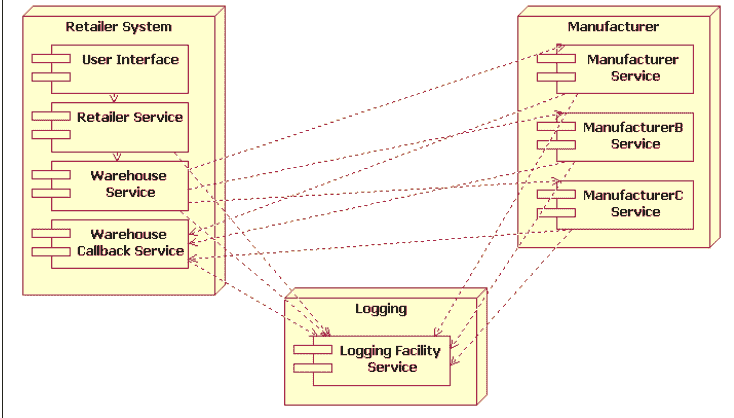 Retailer System
User Interface
Retailer Service
Warehouse
Service
Warehouse
Callback Service
Manufacturer
Manufacturer
Service
ManufacturerB
Service
ManufacturerC
Service
Logging
Logging Facility
Service